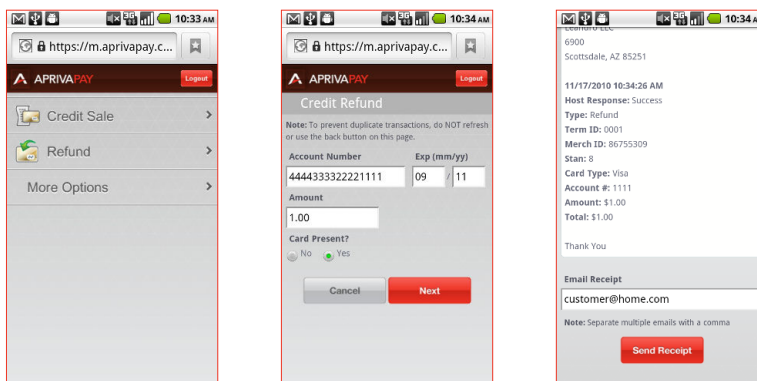 3G 10:33 AM
https://m.aprivapay.c...
APRIVAPAY Logout
Credit Sale
Refund
More Options
3G 10:34 AM
https://m.aprivapay.c...
APRIVAPAY Logout
Credit Refund
Note: To prevent duplicate transactions, do NOT refresh
or use the back button on this page.
Account Number Exp (mm/yy)
4444333322221111 09 / 11
Amount
1.00
Card Present?
No Yes
Cancel Next
3G 10:34 A
Leandro LLC
6900
Scottsdale, AZ 85251
11/17/2010 10:34:26 AM
Host Response: Success
Type: Refund
Term ID: 0001
Merch ID: 86755309
Stan: 8
Card Type: Visa
Account #: 1111
Amount: $1.00
Total: $1.00
Thank You
Email Receipt
customer@home.com
Note: Separate multiple emails with a comma
Send Receipt